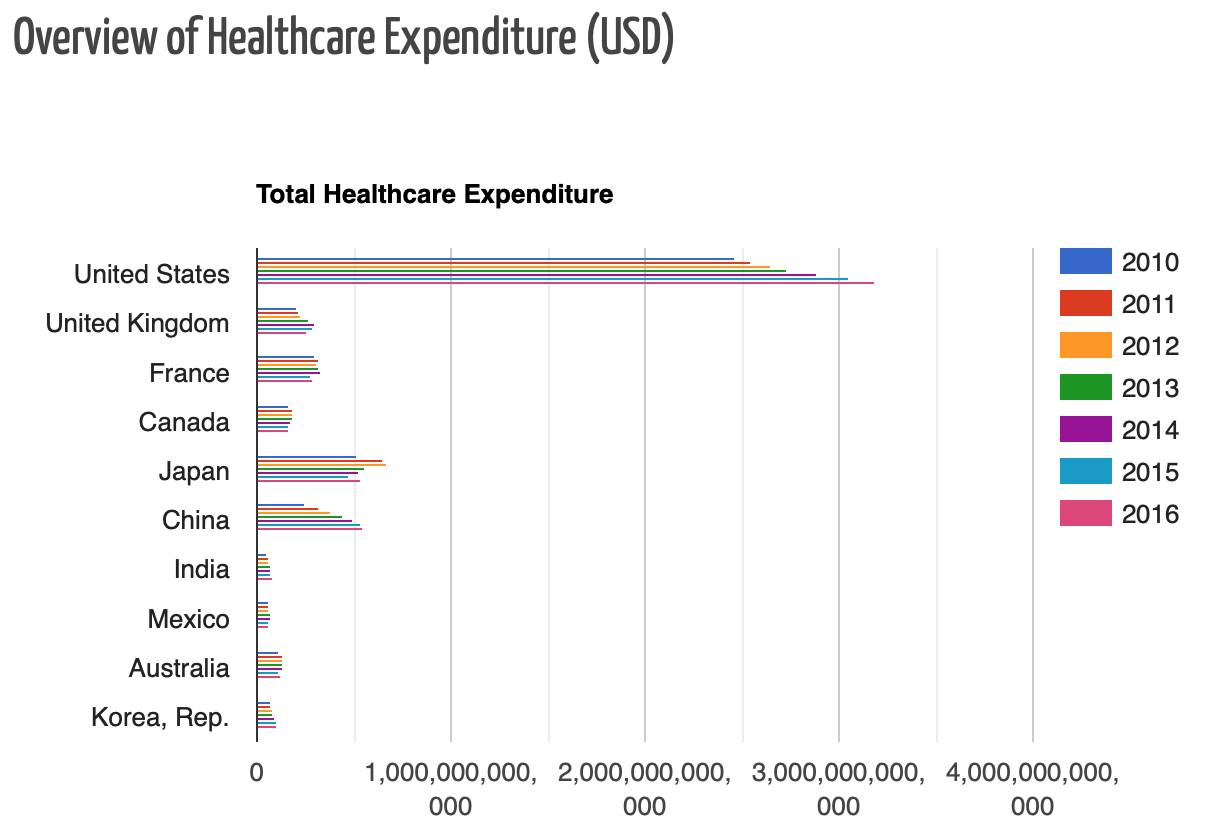 Overview of Healthcare Expenditure (USD)
Total Healthcare Expenditure
United States
United Kingdom
France
Canada
Japan
China
India
Mexico
Australia
Korea, Rep.
2010
2011
2012
2013
2014
2015
2016
0 1,000,000,000, 2,000,000,000, 3,000,000,000, 4,000,000,000,
000 000 000 000